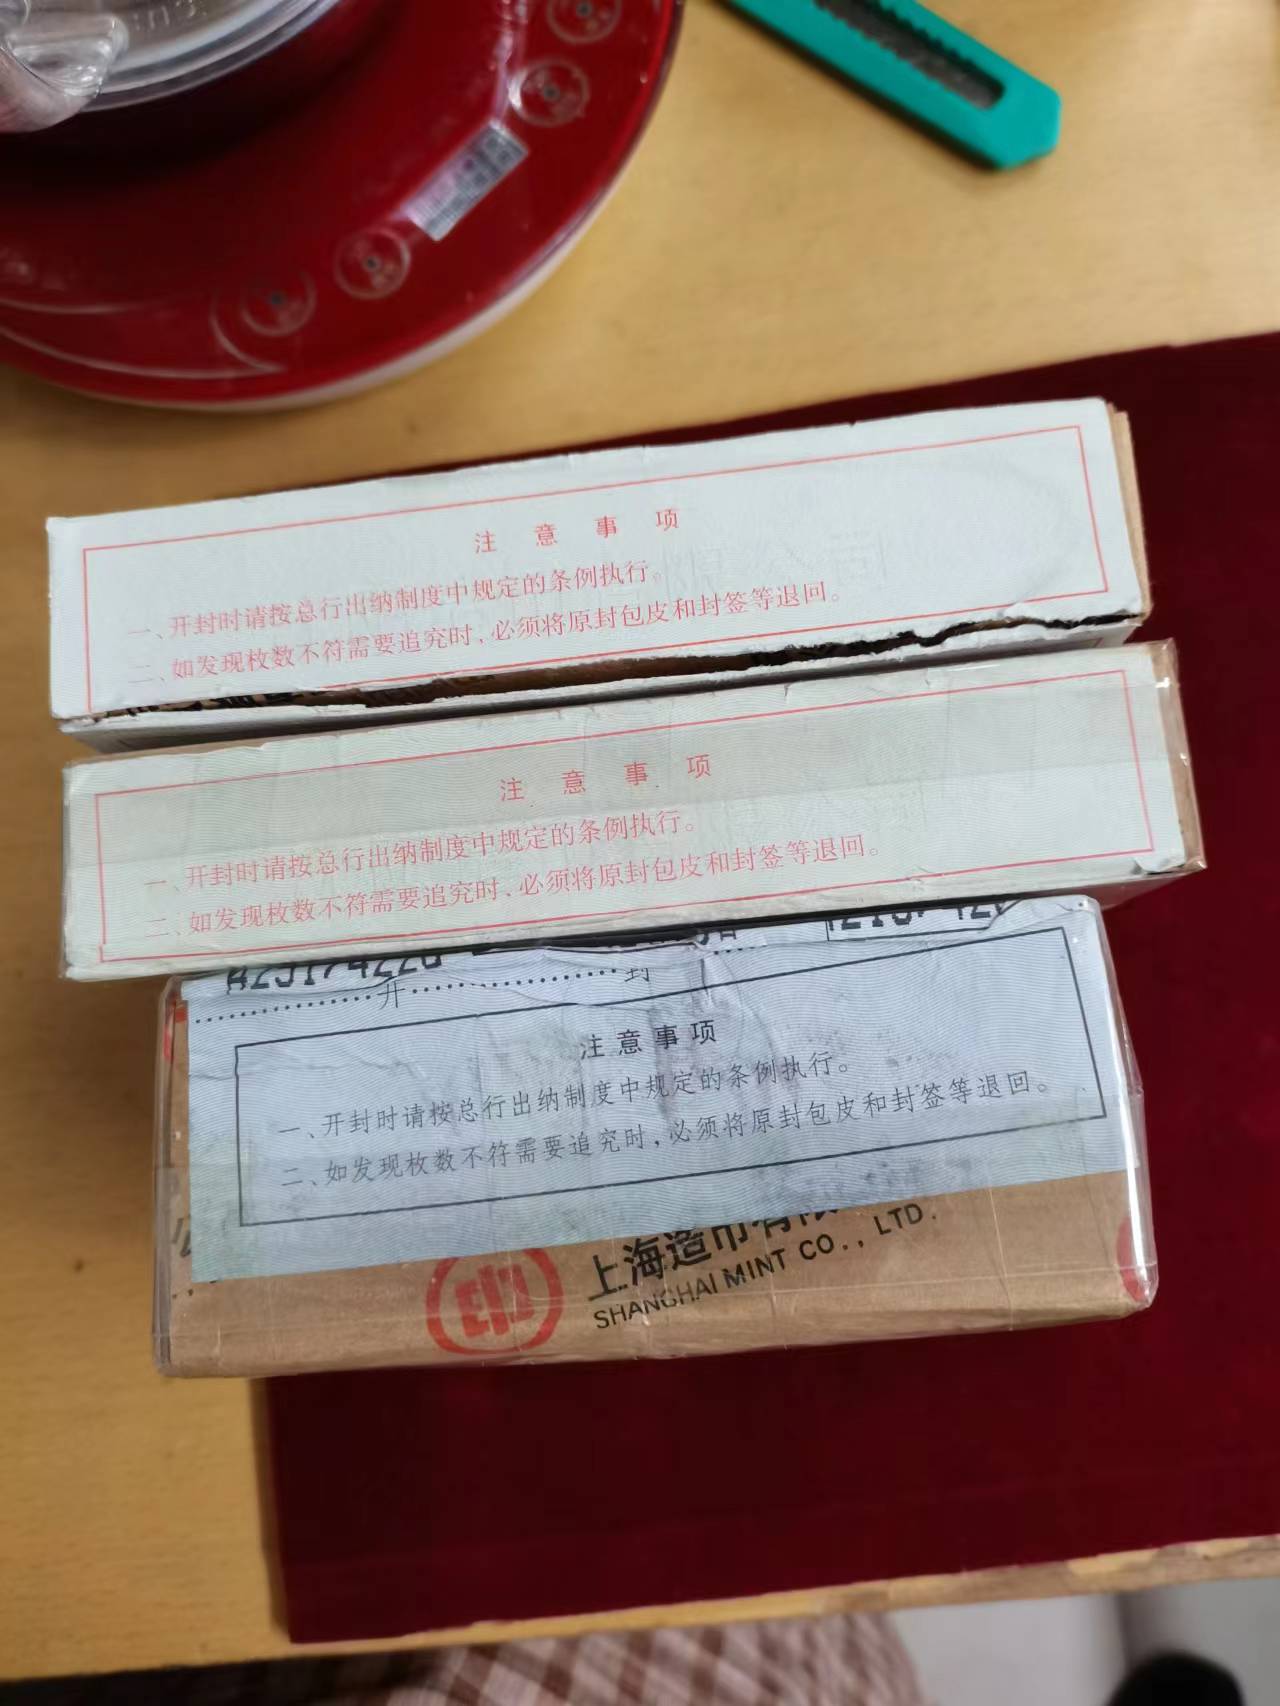 注意事项
一、开封时请按总行出纳制度中规定的条例执行。
二、如发现枚数不符需要追究时，必须将原封包皮和封签等退回。
注意事项
一、开封时请按总行出纳制度中规定的条例执行。
二、如发现枚数不符需要追究时，必须将原封包皮和封签等退回。
开 封
注意事项
一、开封时请按总行出纳制度中规定的条例执行。
二、如发现枚数不符需要追究时，必须将原封包皮和封签等退回。
上海造币有限
SHANGHAI MINT CO., LTD.